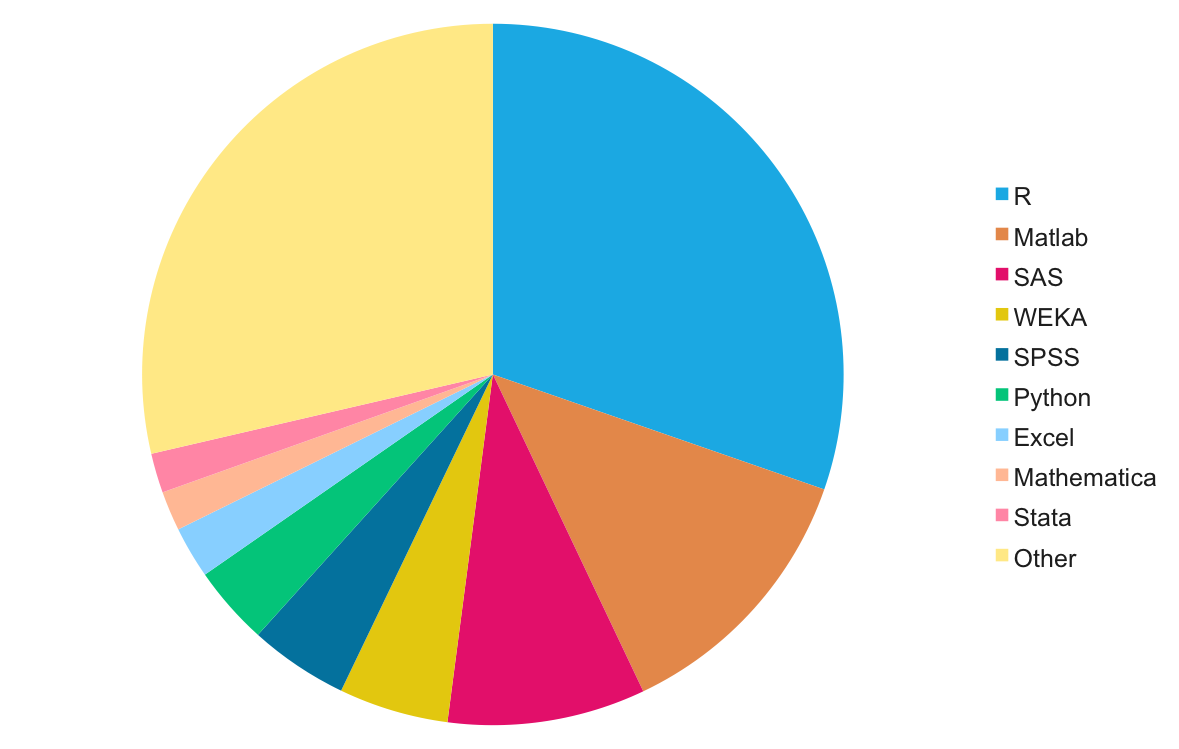 R
Matlab
SAS
WEKA
SPSS
Python
Excel
Mathematica
Stata
Other